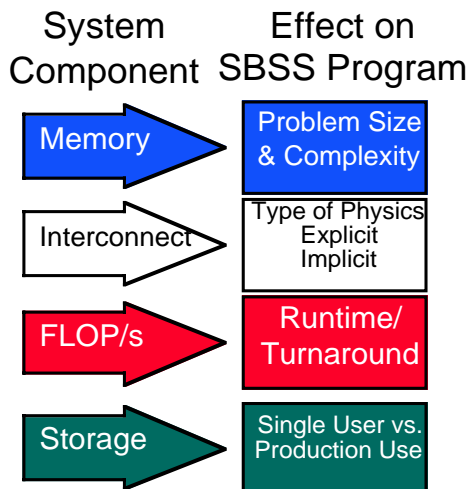 System
Component
Effect on
SBSS Program
Memory
Problem Size
& Complexity
Interconnect
Type of Physics
Explicit
Implicit
FLOP/s
Runtime/
Turnaround
Storage
Single User vs.
Production Use